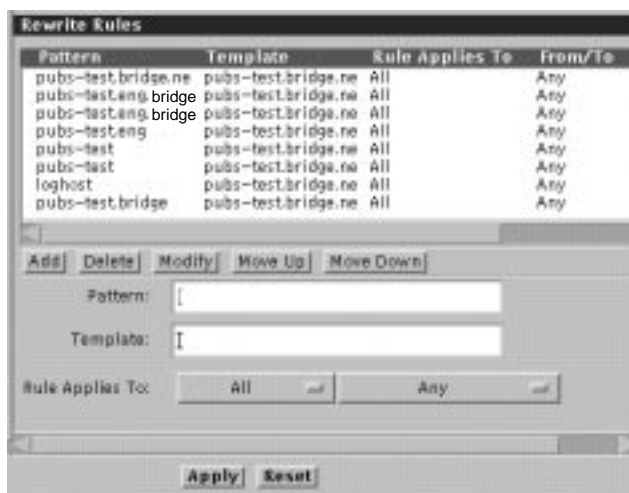 Rewrite Rules
Pattern Template Rule Applies To From/To
pubs-test.bridge.ne pubs-test.bridge.ne All Any
pubs-test.eng.bridge pubs-test.bridge.ne All Any
pubs-test.eng.bridge pubs-test.bridge.ne All Any
pubs-test.eng pubs-test.bridge.ne All Any
pubs-test pubs-test.bridge.ne All Any
pubs-test pubs-test.bridge.ne All Any
loghost pubs-test.bridge.ne All Any
pubs-test.bridge pubs-test.bridge.ne All Any
Add Delete Modify Move Up Move Down
Pattern:
Template:
Rule Applies To: All Any
Apply Reset